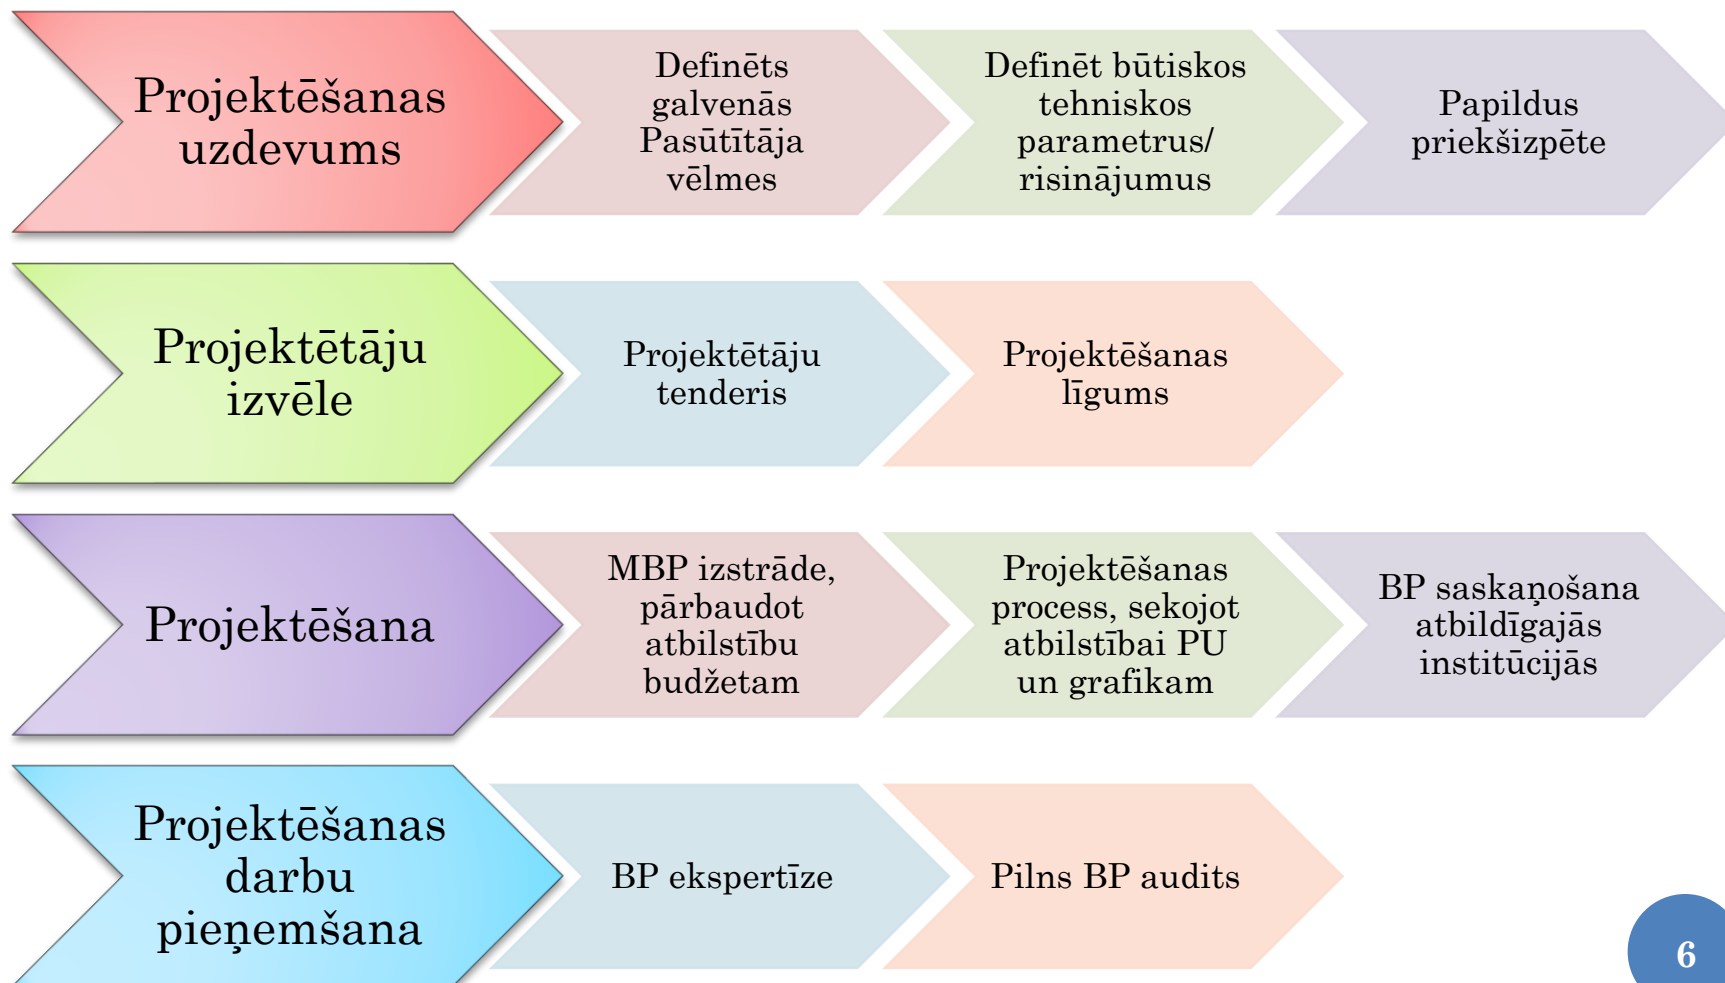 Projektēšanas
uzdevums
Definēts
galvenās
Pasūtītāja
vēlmes
Definēt būtiskos
tehniskos
parametrus/
risinājumus
Papildus
priekšizpēte
Projektētāju
izvēle
Projektētāju
tenderis
Projektēšanas
līgums
Projektēšana
MBP izstrāde,
pārbaudot
atbilstību
budžetam
Projektēšanas
process, sekojot
atbilstībai PU
un grafikam
BP saskaņošana
atbildīgajās
institūcijās
Projektēšanas
darbu
pieņemšana
BP ekspertīze
Pilns BP audits
6